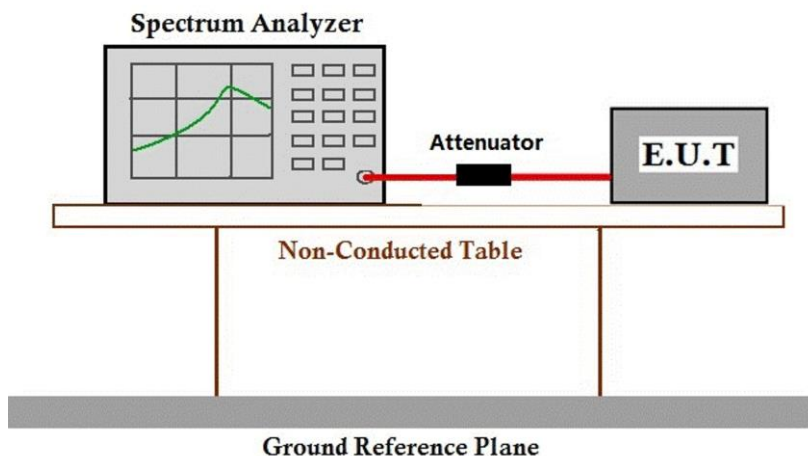 Spectrum Analyzer
Attenuator
E.U.T
Non-Conducted Table
Ground Reference Plane